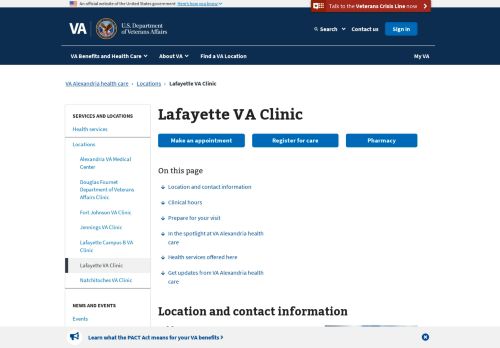 An official website of the United States government Here's how you know
Talk to the Veterans Crisis Line now
VA
U.S. Department
of Veterans Affairs
Search
Contact us
Sign in
VA Benefits and Health Care
About VA
Find a VA Location
My VA
VA Alexandria health care › Locations › Lafayette VA Clinic
SERVICES AND LOCATIONS
Health services
Locations
Alexandria VA Medical
Center
Douglas Fournet
Department of Veterans
Affairs Clinic
Fort Johnson VA Clinic
Jennings VA Clinic
Lafayette Campus B VA
Clinic
Lafayette VA Clinic
Natchitoches VA Clinic
NEWS AND EVENTS
Events
Lafayette VA Clinic
Make an appointment
Register for care
Pharmacy
On this page
Location and contact information
Clinical hours
Prepare for your visit
In the spotlight at VA Alexandria health
care
Health services offered here
Get updates from VA Alexandria health
care
Location and contact information
Learn what the PACT Act means for your VA benefits